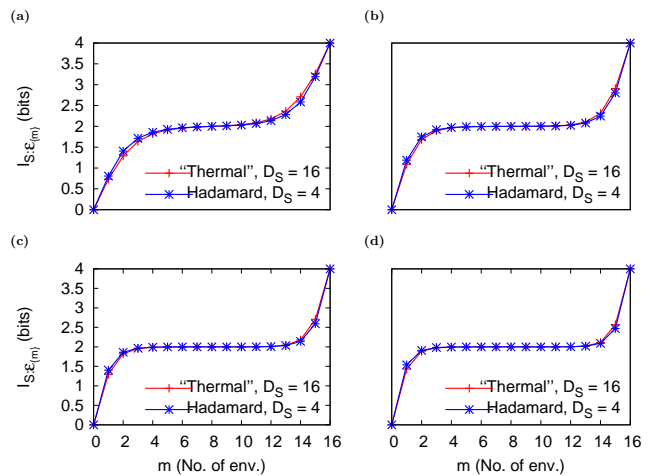 (a)
4
3.5
3
2.5
2
1.5
1
0.5
0
I_S:ε{m} (bits)
"Thermal", D_S = 16
Hadamard, D_S = 4
(b)
"Thermal", D_S = 16
Hadamard, D_S = 4
(c)
4
3.5
3
2.5
2
1.5
1
0.5
0
I_S:ε{m} (bits)
"Thermal", D_S = 16
Hadamard, D_S = 4
0 2 4 6 8 10 12 14 16
m (No. of env.)
(d)
"Thermal", D_S = 16
Hadamard, D_S = 4
0 2 4 6 8 10 12 14 16
m (No. of env.)